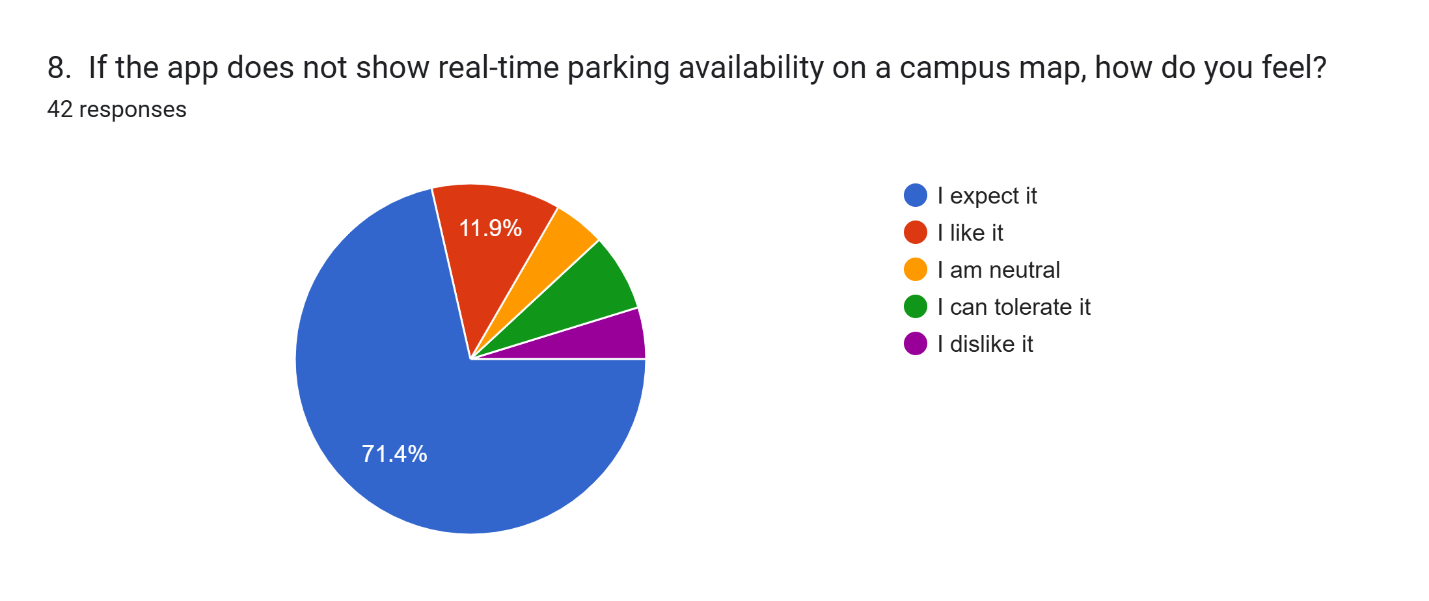 8.  If the app does not show real-time parking availability on a campus map, how do you feel?
42 responses
11.9%
71.4%
I expect it
I like it
I am neutral
I can tolerate it
I dislike it